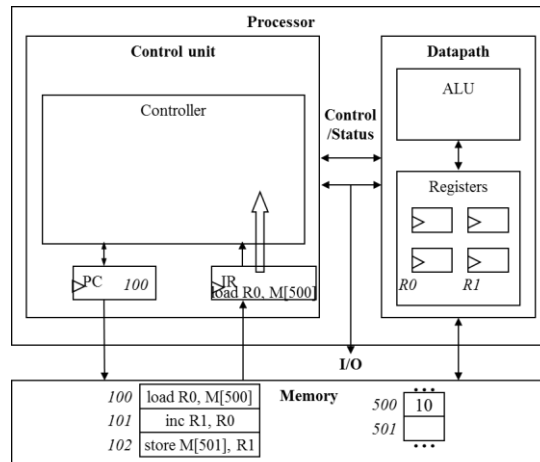 Processor
Control unit
Controller
PC 100
IR
load R0, M[500]
Control
/Status
Datapath
ALU
Registers
R0 R1
I/O
Memory
100 load R0, M[500]
101 inc R1, R0
102 store M[501], R1
...
500 10
501
...